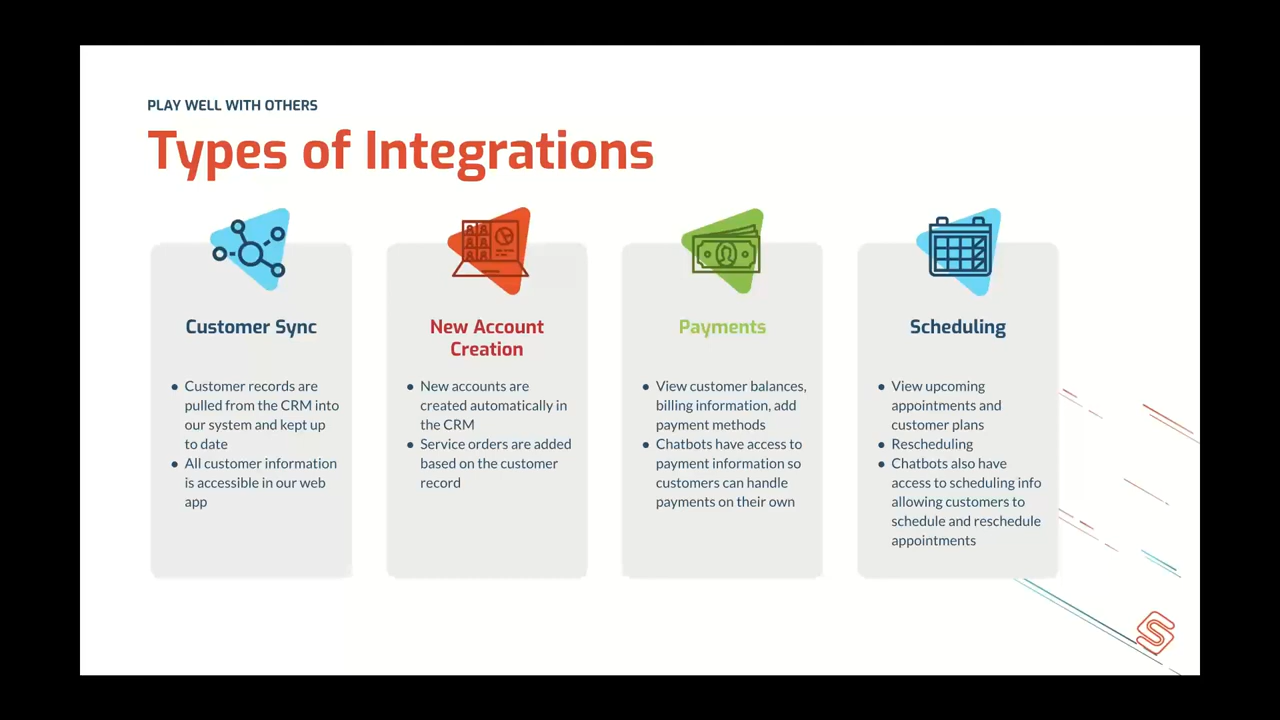 PLAY WELL WITH OTHERS
Types of Integrations
Customer Sync
● Customer records are
pulled from the CRM into
our system and kept up
to date
● All customer information
is accessible in our web
app
New Account
Creation
● New accounts are
created automatically in
the CRM
● Service orders are added
based on the customer
record
Payments
● View customer balances,
billing information, add
payment methods
● Chatbots have access to
payment information so
customers can handle
payments on their own
Scheduling
● View upcoming
appointments and
customer plans
● Rescheduling
● Chatbots also have
access to scheduling info
allowing customers to
schedule and reschedule
appointments